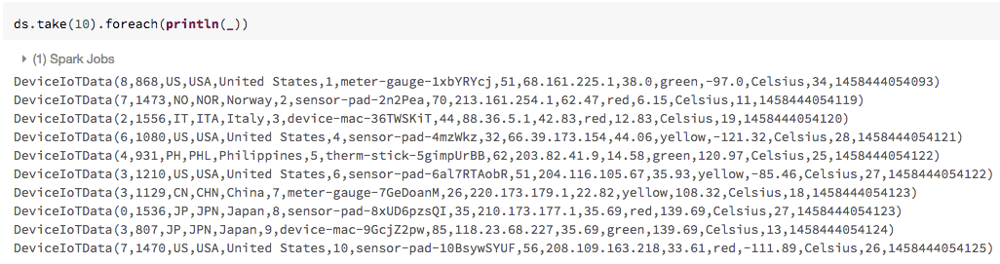 ds.take(10).foreach(println(_))
(1) Spark Jobs
DeviceIoTData(8,868,US,USA,United States,1,meter-gauge-1xbYRYcj,51,68.161.225.1,38.0,green,-97.0,Celsius,34,1458444054093)
DeviceIoTData(7,1473,NO,NOR,Norway,2,sensor-pad-2n2Pea,70,213.161.254.1,62.47,red,6.15,Celsius,11,1458444054119)
DeviceIoTData(2,1556,IT,ITA,Italy,3,device-mac-36TWSKiT,44,88.36.5.1,42.83,red,12.83,Celsius,19,1458444054120)
DeviceIoTData(6,1080,US,USA,United States,4,sensor-pad-4mzWkz,32,66.39.173.154,44.06,yellow,-121.32,Celsius,28,1458444054121)
DeviceIoTData(4,931,PH,PHL,Philippines,5,therm-stick-5gimpUrBB,62,203.82.41.9,14.58,green,120.97,Celsius,25,1458444054122)
DeviceIoTData(3,1210,US,USA,United States,6,sensor-pad-6al7RTAobR,51,204.116.105.67,35.93,yellow,-85.46,Celsius,27,1458444054122)
DeviceIoTData(3,1129,CN,CHN,China,7,meter-gauge-7GeDoanM,26,220.173.179.1,22.82,yellow,108.32,Celsius,18,1458444054123)
DeviceIoTData(0,1536,JP,JPN,Japan,8,sensor-pad-8xUD6pzsQI,35,210.173.177.1,35.69,red,139.69,Celsius,27,1458444054123)
DeviceIoTData(3,807,JP,JPN,Japan,9,device-mac-9GcjZ2pw,85,118.23.68.227,35.69,green,139.69,Celsius,13,1458444054124)
DeviceIoTData(7,1470,US,USA,United States,10,sensor-pad-10BsywSYUF,56,208.109.163.218,33.61,red,-111.89,Celsius,26,1458444054125)